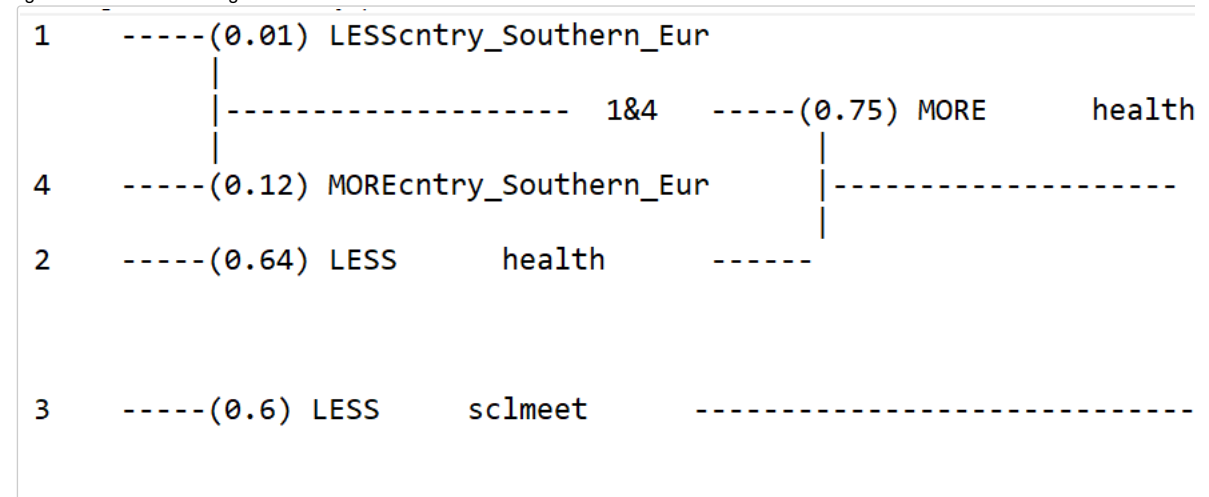 1 -----(0.01) LESScntry_Southern_Eur
|
|-------------------- 1&4 -----(0.75) MORE health
| |
4 -----(0.12) MOREcntry_Southern_Eur |--------------------
|
2 -----(0.64) LESS health ------
3 -----(0.6) LESS sclmeet -----------------------------